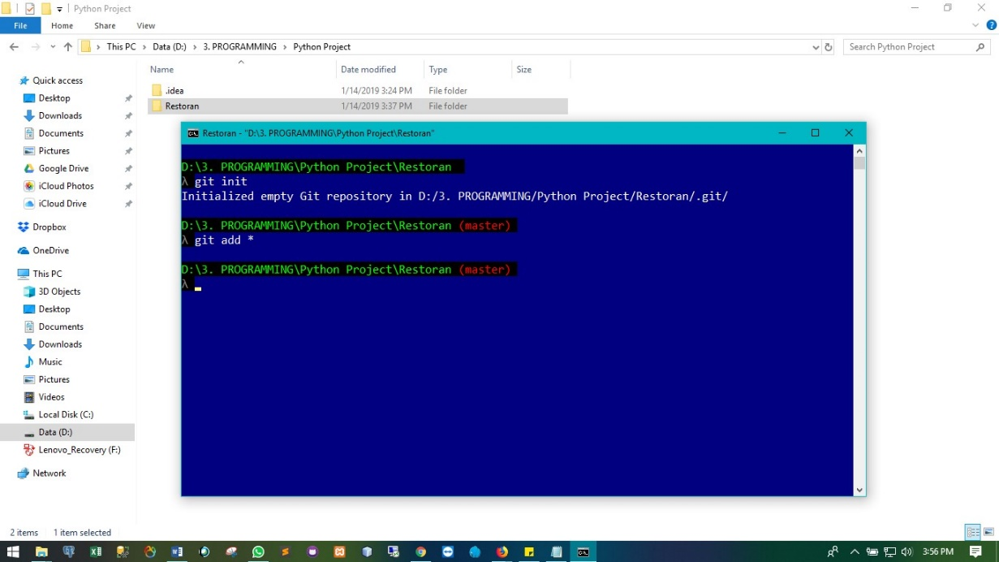 Python Project
File Home Share View
This PC Data (D:) 3. PROGRAMMING Python Project
Search Python Project
Name Date modified Type Size
.idea 1/14/2019 3:24 PM File folder
Restoran 1/14/2019 3:37 PM File folder
Quick access
Desktop
Downloads
Documents
Pictures
Google Drive
iCloud Photos
iCloud Drive
Dropbox
OneDrive
This PC
3D Objects
Desktop
Documents
Downloads
Music
Pictures
Videos
Local Disk (C:)
Data (D:)
Lenovo_Recovery (F:)
Network
Restoran - "D:\3. PROGRAMMING\Python Project\Restoran"
D:\3. PROGRAMMING\Python Project\Restoran
λ git init
Initialized empty Git repository in D:/3. PROGRAMMING/Python Project/Restoran/.git/
D:\3. PROGRAMMING\Python Project\Restoran (master)
λ git add *
D:\3. PROGRAMMING\Python Project\Restoran (master)
λ
2 items 1 item selected
3:56 PM